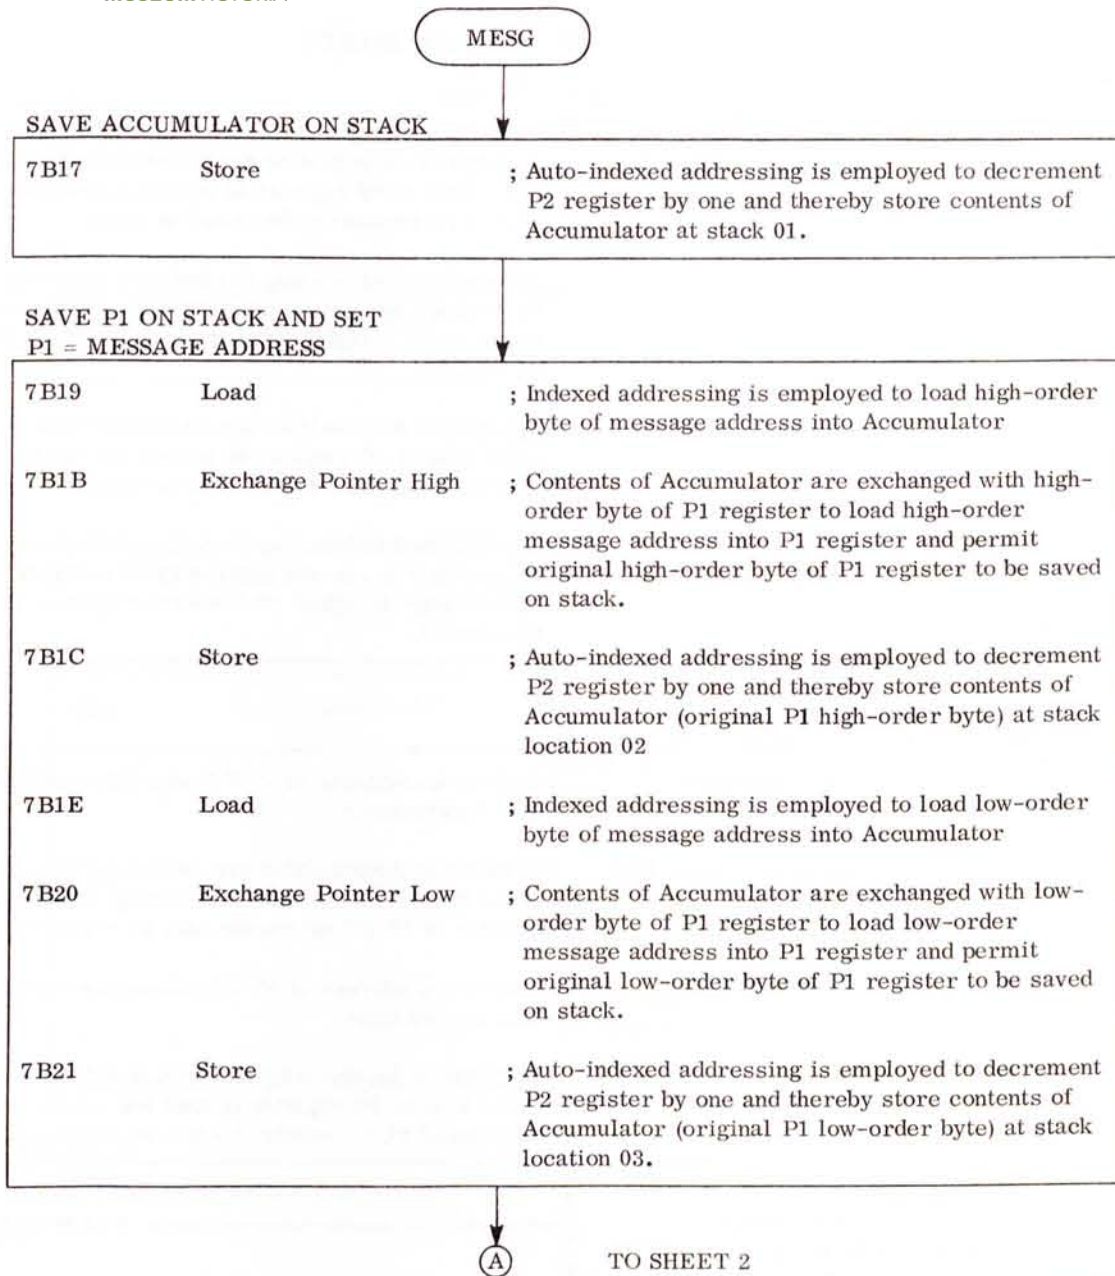 MESG
SAVE ACCUMULATOR ON STACK
7B17 Store ; Auto-indexed addressing is employed to decrement
P2 register by one and thereby store contents of
Accumulator at stack 01.
SAVE P1 ON STACK AND SET
P1 = MESSAGE ADDRESS
7B19 Load ; Indexed addressing is employed to load high-order
byte of message address into Accumulator
7B1B Exchange Pointer High ; Contents of Accumulator are exchanged with high-
order byte of P1 register to load high-order
message address into P1 register and permit
original high-order byte of P1 register to be saved
on stack.
7B1C Store ; Auto-indexed addressing is employed to decrement
P2 register by one and thereby store contents of
Accumulator (original P1 high-order byte) at stack
location 02
7B1E Load ; Indexed addressing is employed to load low-order
byte of message address into Accumulator
7B20 Exchange Pointer Low ; Contents of Accumulator are exchanged with low-
order byte of P1 register to load low-order
message address into P1 register and permit
original low-order byte of P1 register to be saved
on stack.
7B21 Store ; Auto-indexed addressing is employed to decrement
P2 register by one and thereby store contents of
Accumulator (original P1 low-order byte) at stack
location 03.
A TO SHEET 2